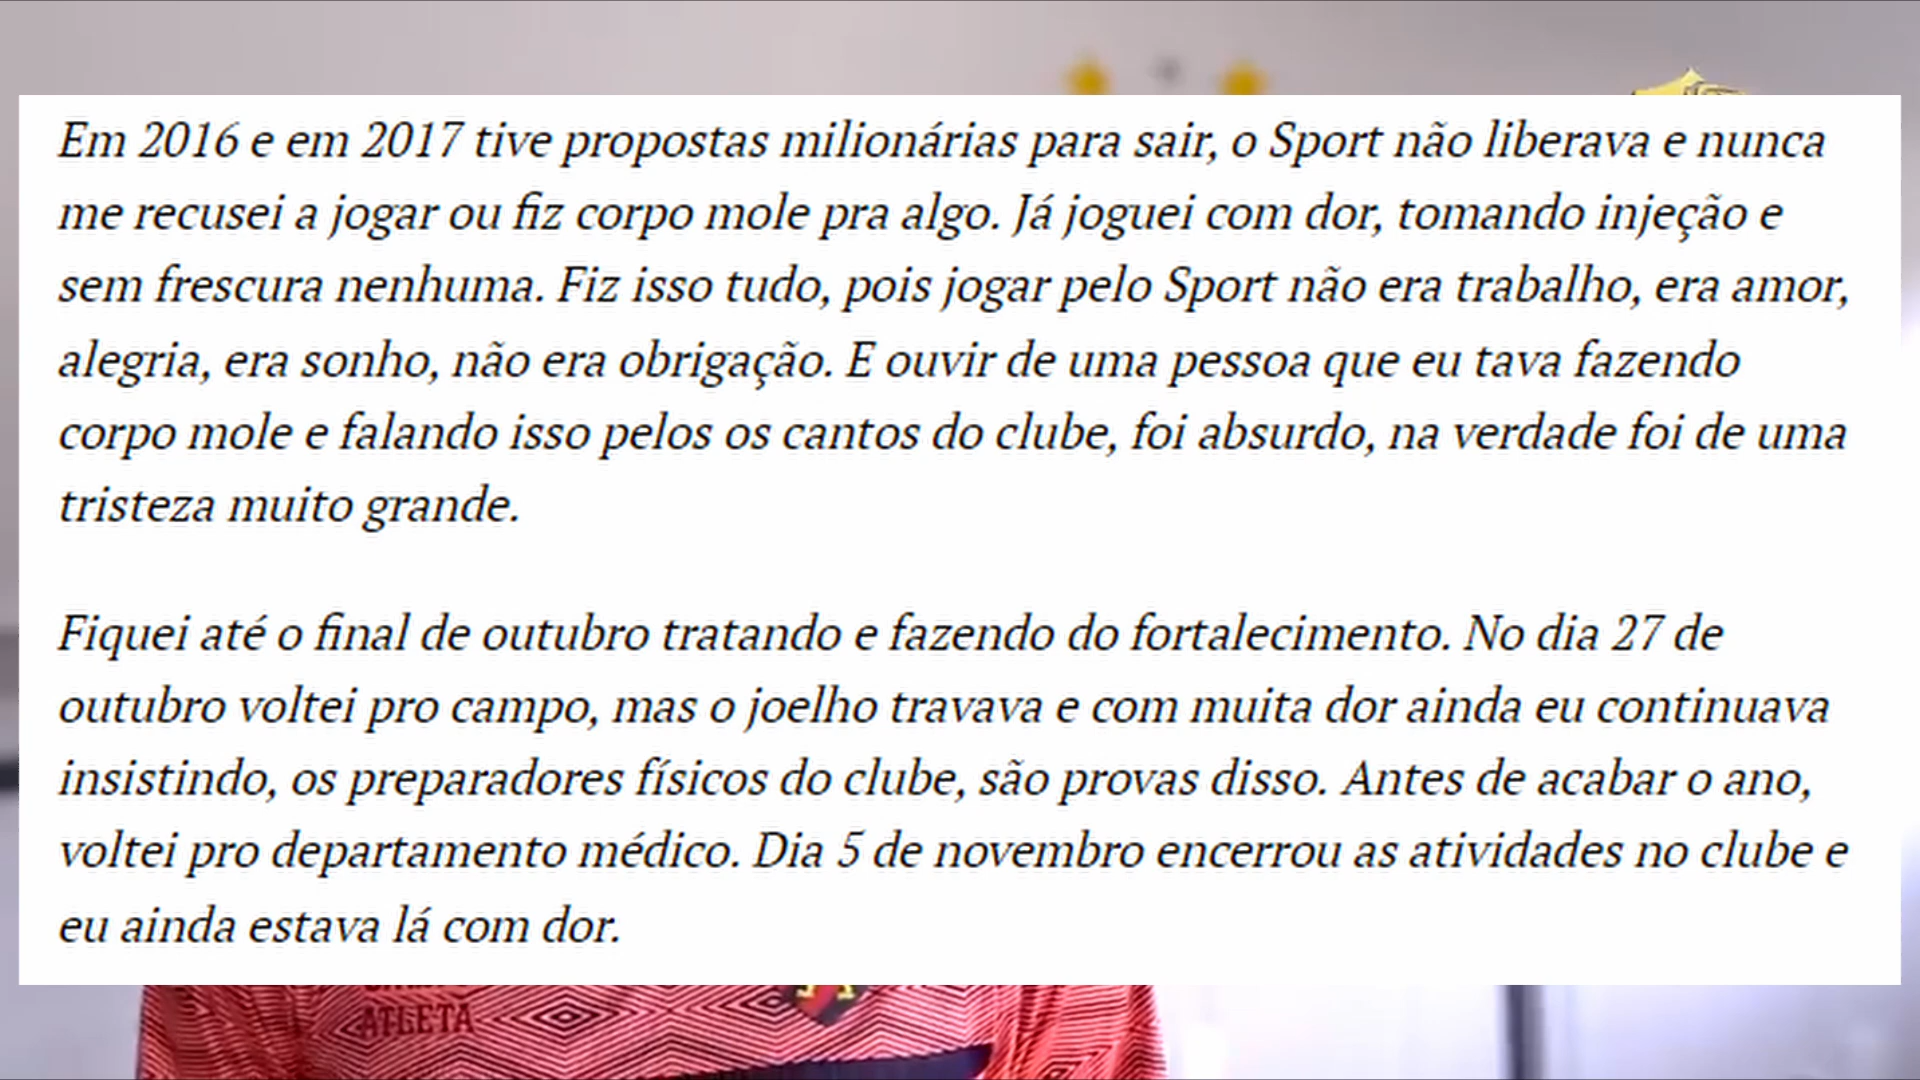 Em 2016 e em 2017 tive propostas milionárias para sair, o Sport não liberava e nunca
me recusei a jogar ou fiz corpo mole pra algo. Já joguei com dor, tomando injeção e
sem frescura nenhuma. Fiz isso tudo, pois jogar pelo Sport não era trabalho, era amor,
alegria, era sonho, não era obrigação. E ouvir de uma pessoa que eu tava fazendo
corpo mole e falando isso pelos os cantos do clube, foi absurdo, na verdade foi de uma
tristeza muito grande.
Fiquei até o final de outubro tratando e fazendo do fortalecimento. No dia 27 de
outubro voltei pro campo, mas o joelho travava e com muita dor ainda eu continuava
insistindo, os preparadores físicos do clube, são provas disso. Antes de acabar o ano,
voltei pro departamento médico. Dia 5 de novembro encerrou as atividades no clube e
eu ainda estava lá com dor.
ATLETA